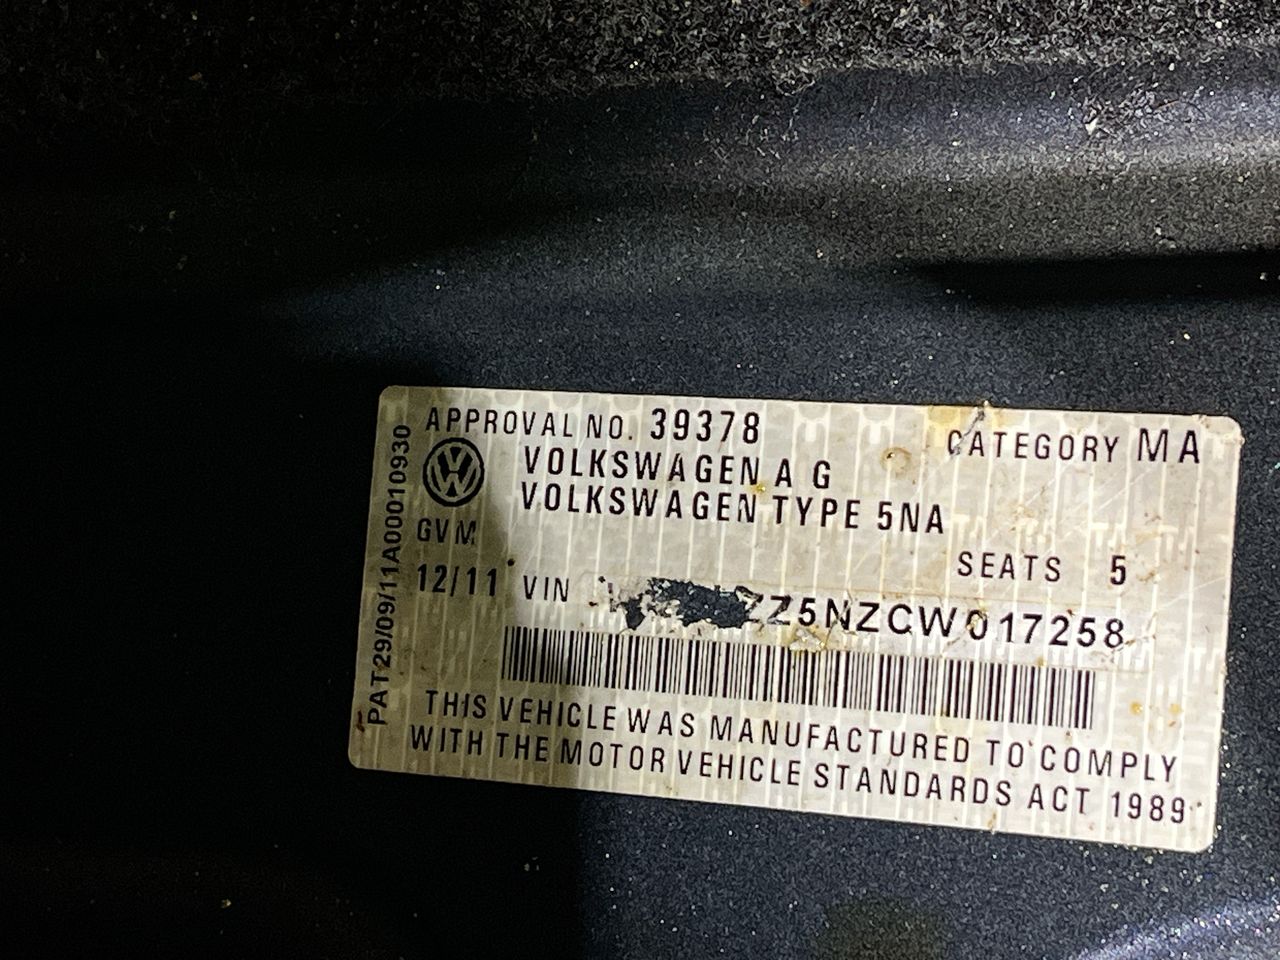 APPROVAL NO. 39378
CATEGORY MA
VOLKSWAGEN A G
VOLKSWAGEN TYPE 5NA
GVM
SEATS 5
12/11 VIN ZZ5NZCW017258
THIS VEHICLE WAS MANUFACTURED TO COMPLY
WITH THE MOTOR VEHICLE STANDARDS ACT 1989
PAT29/09/11A000010930